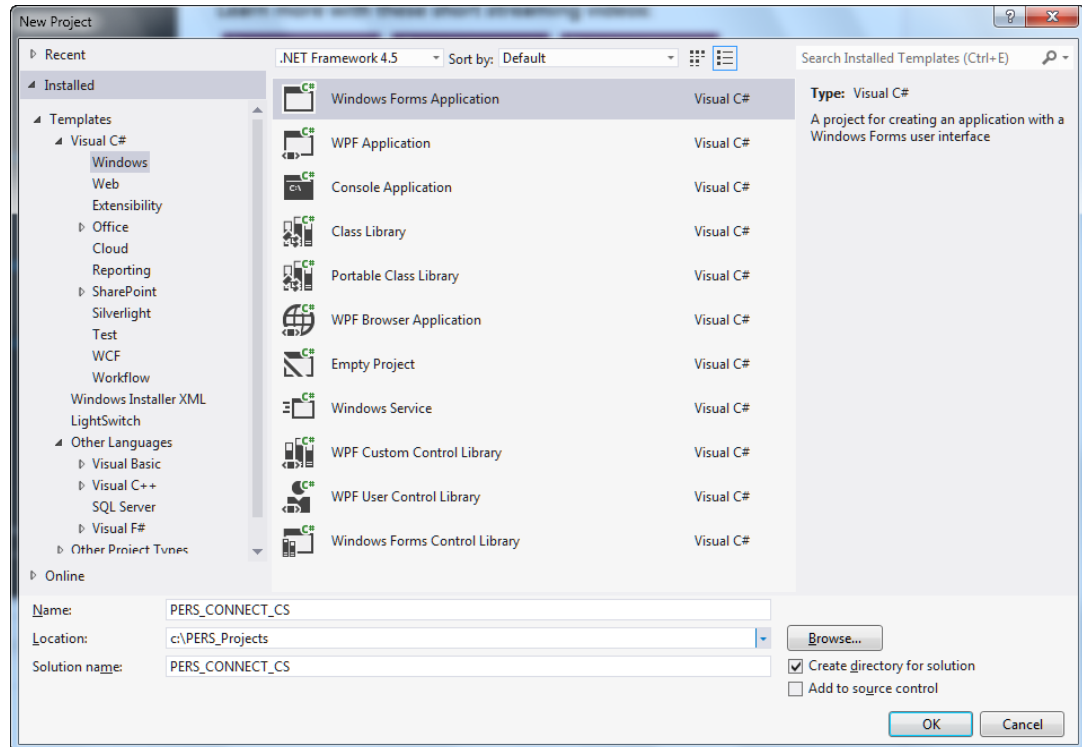 Learn more with these short streaming videos:
New Project
Recent
Installed
Templates
Visual C#
Windows
Web
Extensibility
Office
Cloud
Reporting
SharePoint
Silverlight
Test
WCF
Workflow
Windows Installer XML
LightSwitch
Other Languages
Visual Basic
Visual C++
SQL Server
Visual F#
Other Project Types
Online
.NET Framework 4.5 Sort by: Default
Windows Forms Application Visual C#
WPF Application Visual C#
Console Application Visual C#
Class Library Visual C#
Portable Class Library Visual C#
WPF Browser Application Visual C#
Empty Project Visual C#
Windows Service Visual C#
WPF Custom Control Library Visual C#
WPF User Control Library Visual C#
Windows Forms Control Library Visual C#
Search Installed Templates (Ctrl+E)
Type: Visual C#
A project for creating an application with a
Windows Forms user interface
Name: PERS_CONNECT_CS
Location: c:\PERS_Projects
Browse...
Solution name: PERS_CONNECT_CS
Create directory for solution
Add to source control
OK Cancel